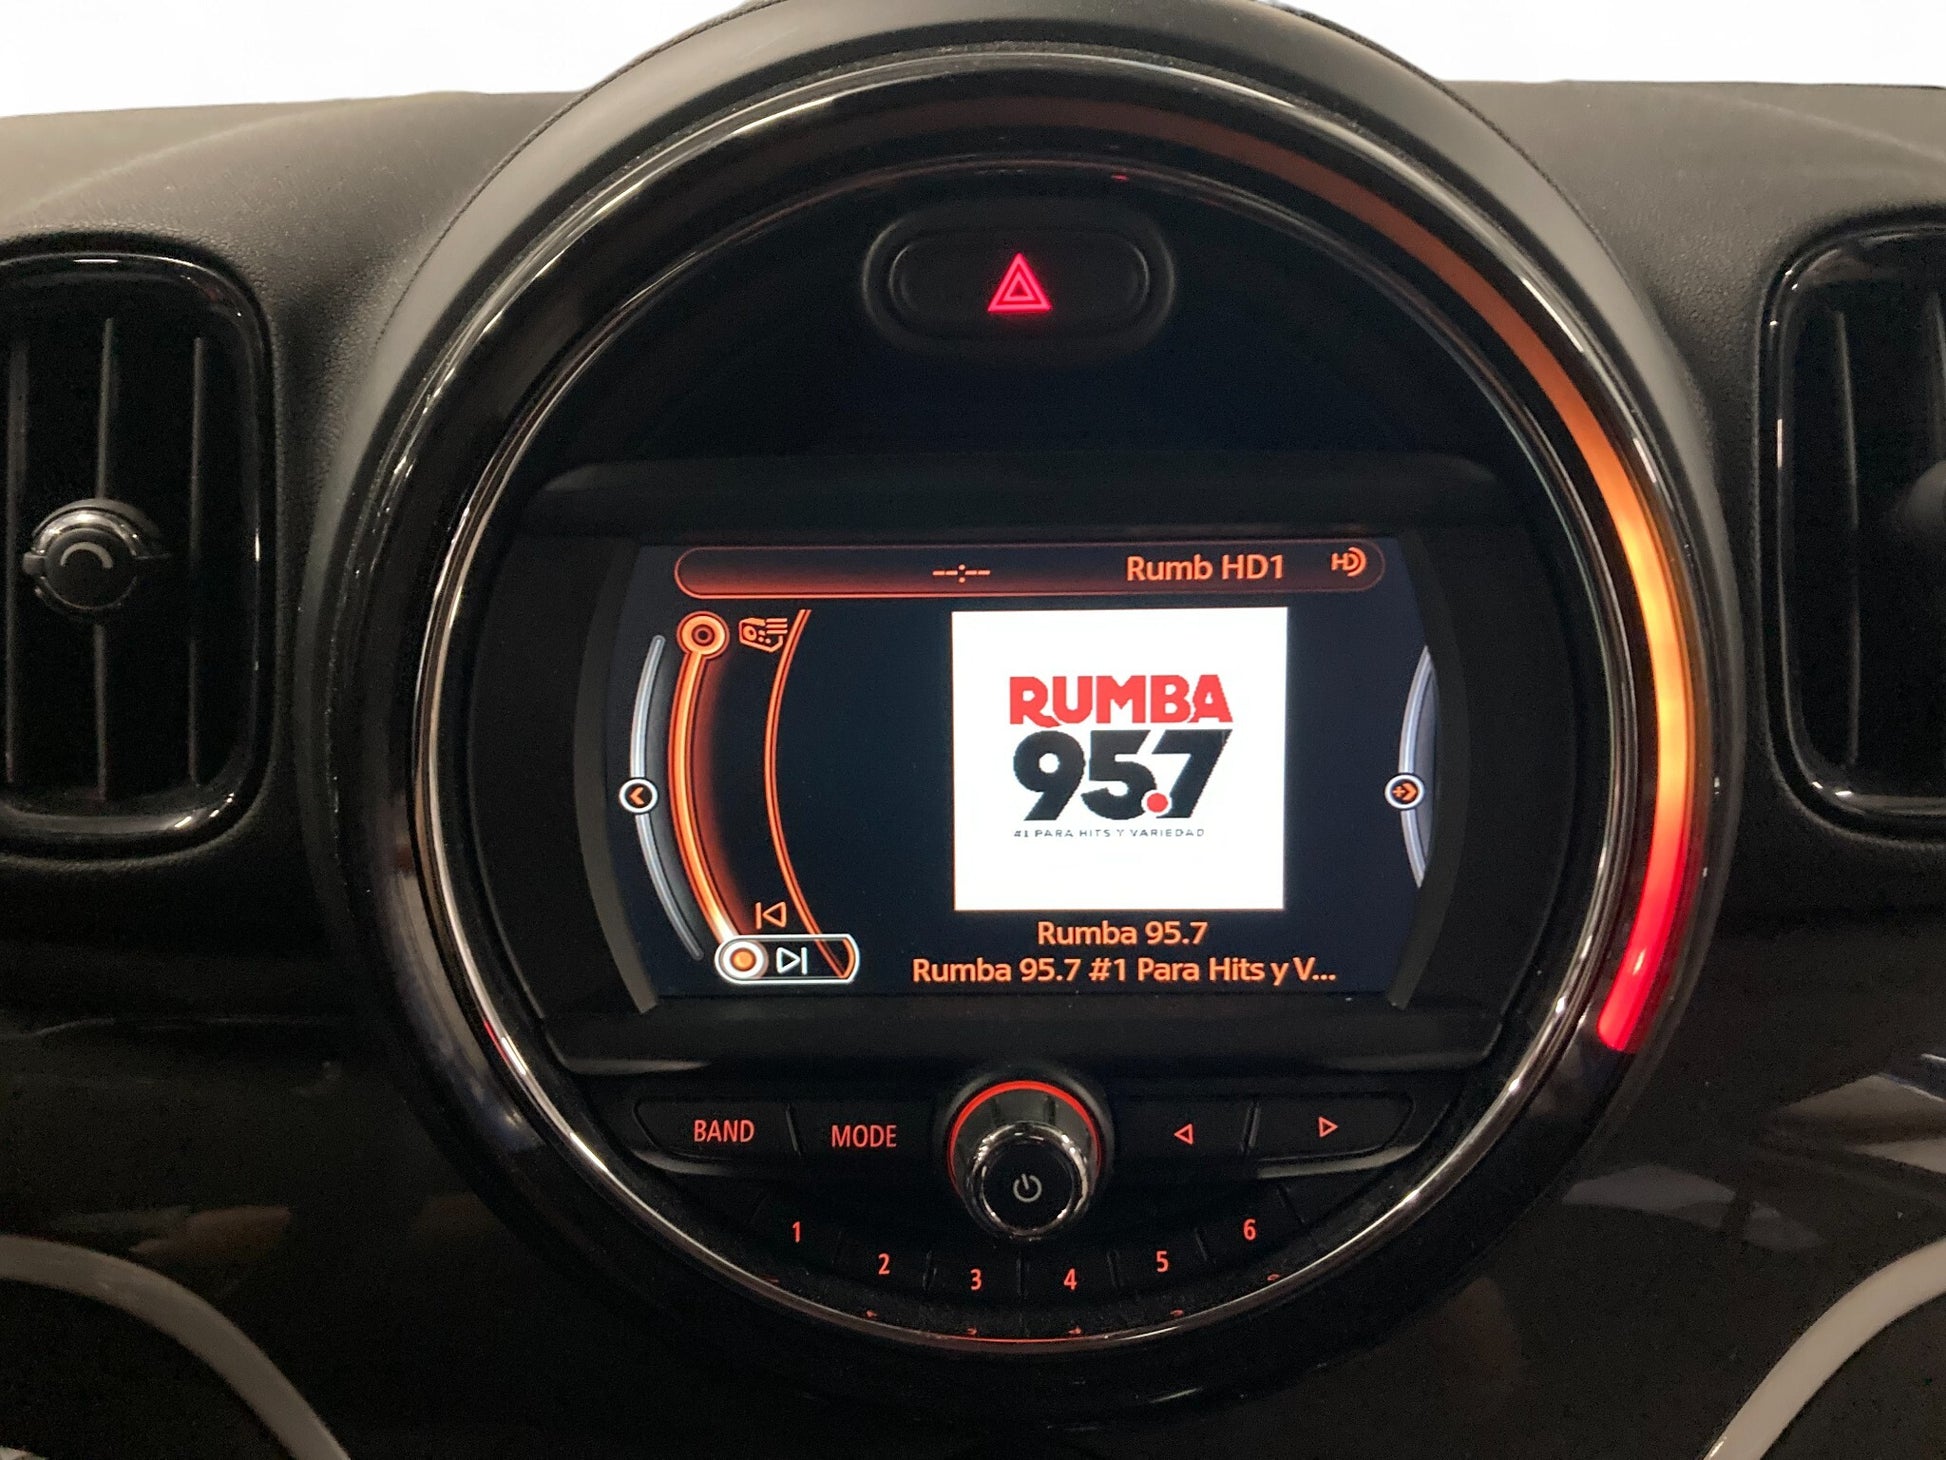 --:-- Rumb HD1 HD
RUMBA
95.7
#1 PARA HITS Y VARIEDAD
Rumba 95.7
Rumba 95.7 #1 Para Hits y V...
BAND MODE
1 2 3 4 5 6